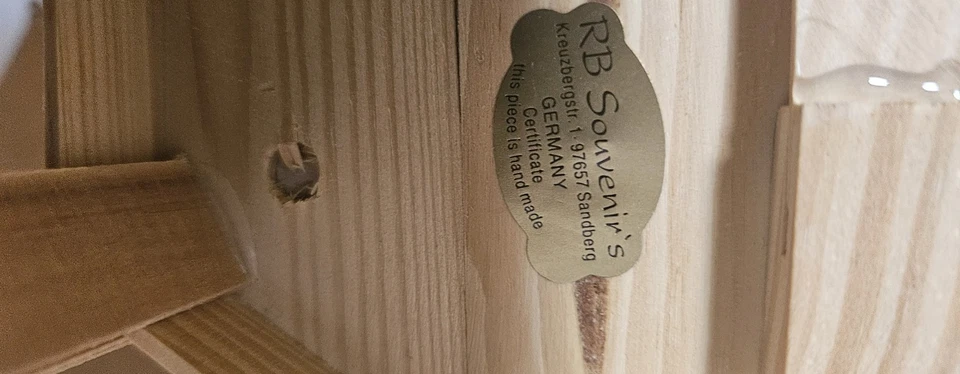 RB Souvenir`s
Kreuzbergstr. 1 · 97657 Sandberg
GERMANY
Certificate
this piece is hand made